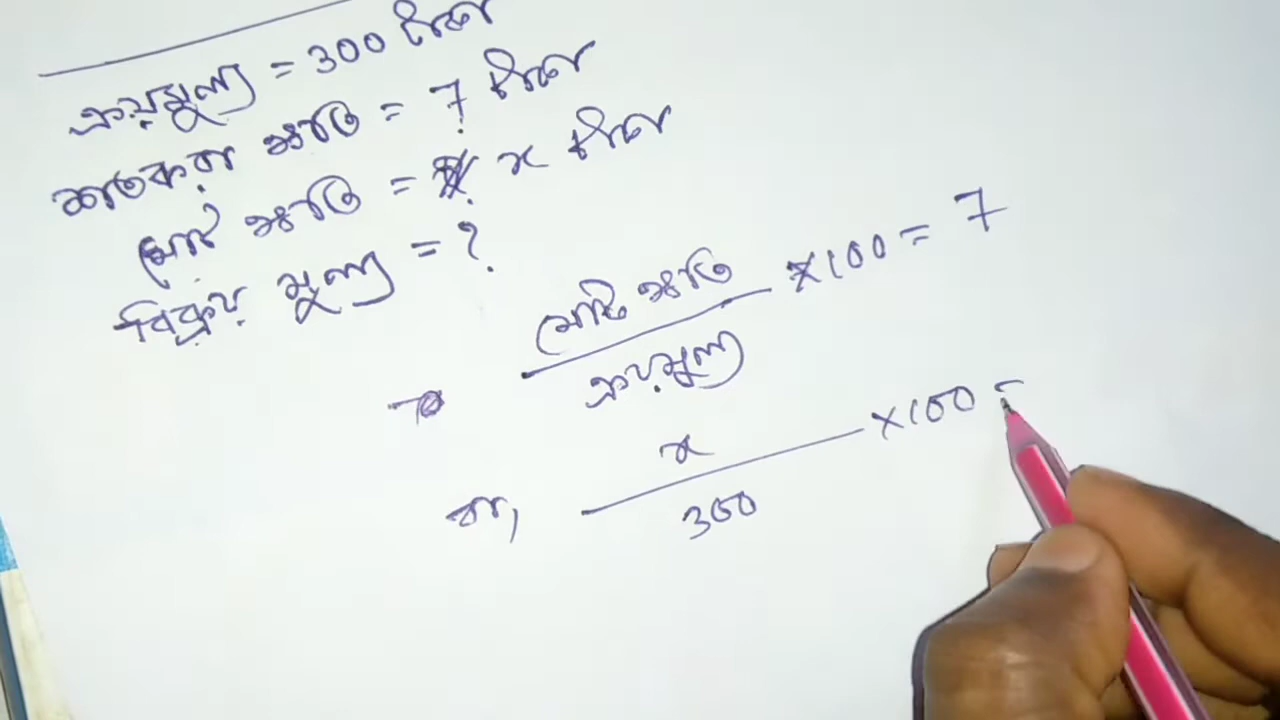 ক্রয়মূল্য = 300 টাকা
শতকরা ক্ষতি = 7 টাকা
মোট ক্ষতি = x টাকা
বিক্রয় মূল্য = ?
মোট ক্ষতি / ক্রয়মূল্য ×100 = 7
বা, x / 300 ×100 =